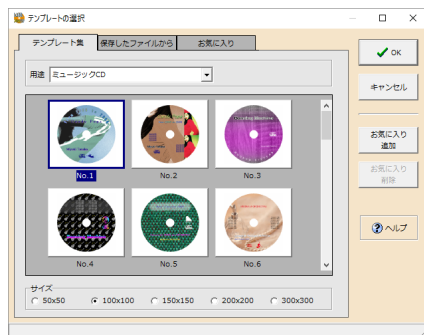 テンプレートの選択
テンプレート集 保存したファイルから お気に入り
用途 ミュージックCD
No.1 No.2 No.3
No.4 No.5 No.6
サイズ
50x50 100x100 150x150 200x200 300x300
OK
キャンセル
お気に入り
追加
お気に入り
削除
ヘルプ